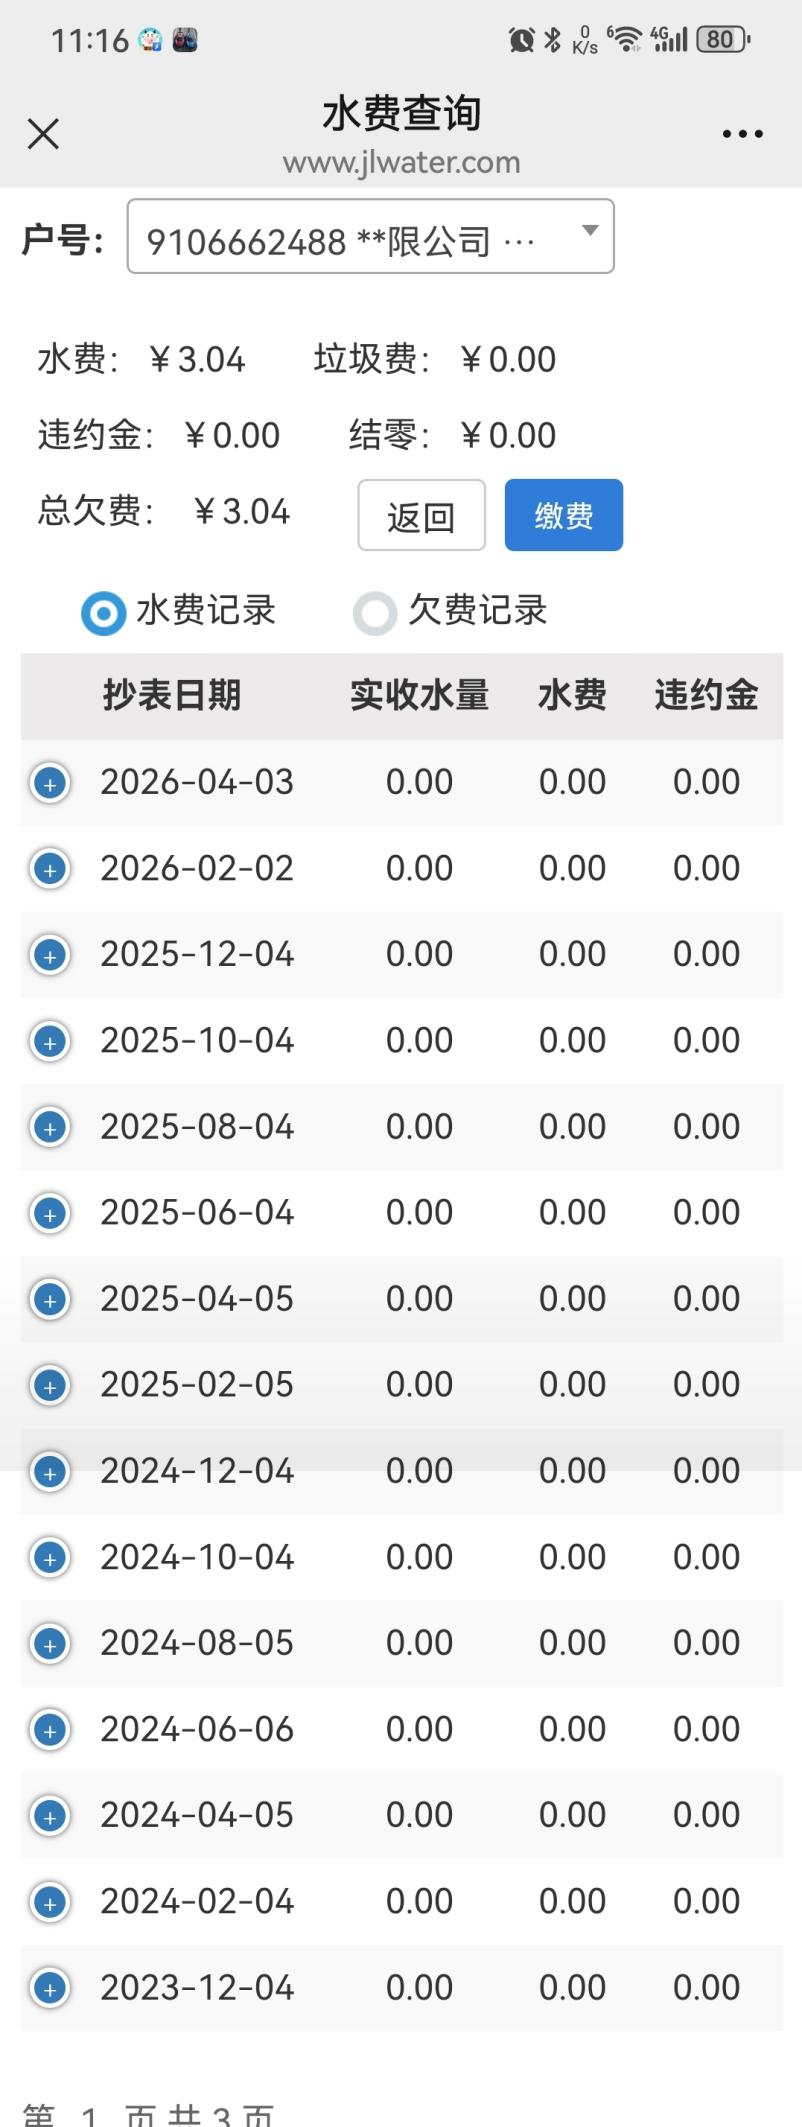 11:16 0 K/s 6 4G 80
水费查询
www.jlwater.com
户号: 9106662488 **限公司 ...
水费: ￥3.04 垃圾费: ￥0.00
违约金: ￥0.00 结零: ￥0.00
总欠费: ￥3.04 返回 缴费
水费记录 欠费记录
抄表日期 实收水量 水费 违约金
+ 2026-04-03 0.00 0.00 0.00
+ 2026-02-02 0.00 0.00 0.00
+ 2025-12-04 0.00 0.00 0.00
+ 2025-10-04 0.00 0.00 0.00
+ 2025-08-04 0.00 0.00 0.00
+ 2025-06-04 0.00 0.00 0.00
+ 2025-04-05 0.00 0.00 0.00
+ 2025-02-05 0.00 0.00 0.00
+ 2024-12-04 0.00 0.00 0.00
+ 2024-10-04 0.00 0.00 0.00
+ 2024-08-05 0.00 0.00 0.00
+ 2024-06-06 0.00 0.00 0.00
+ 2024-04-05 0.00 0.00 0.00
+ 2024-02-04 0.00 0.00 0.00
+ 2023-12-04 0.00 0.00 0.00
第 1 页共3页